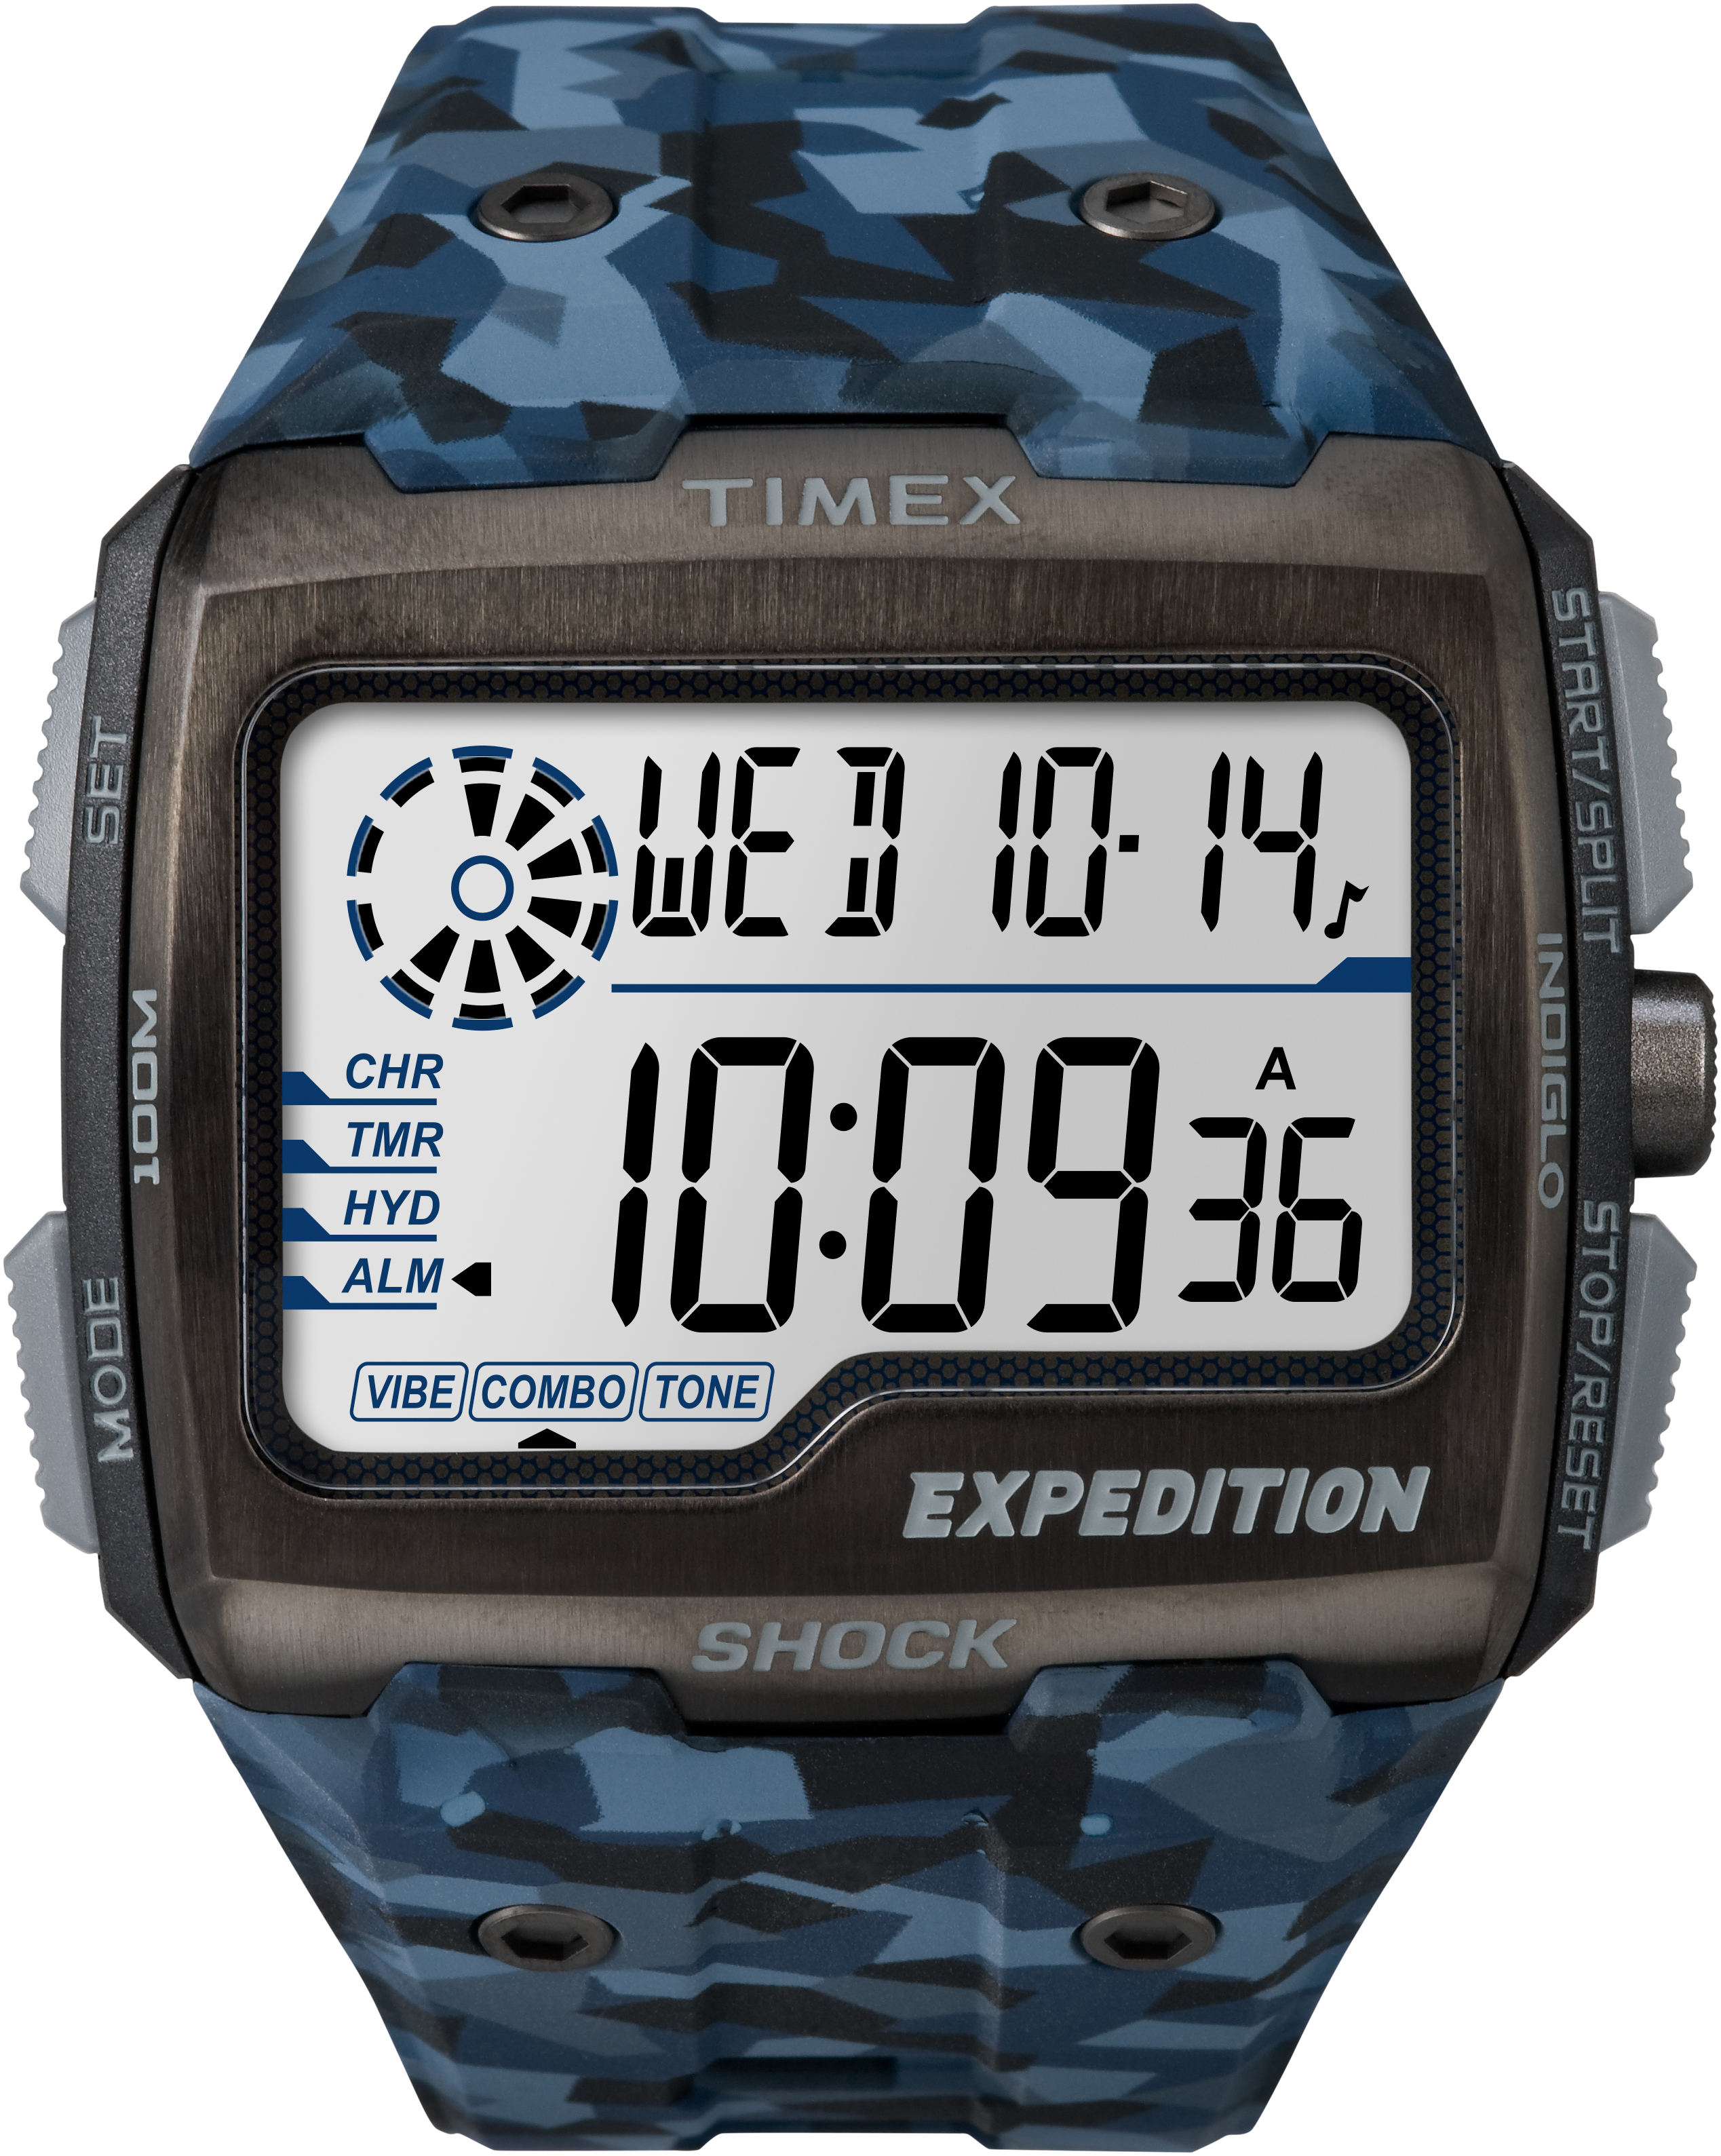 TIMEX
SET
START/SPLIT
WED 10-14
100M
INDIGLO
CHR
TMR
HYD
ALM
10:09 36
A
MODE
STOP/RESET
VIBE COMBO TONE
EXPEDITION
SHOCK